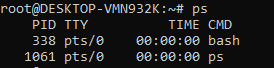 root@DESKTOP-VMN932K:~# ps
PID TTY TIME CMD
338 pts/0 00:00:00 bash
1060 pts/0 00:00:00 ps